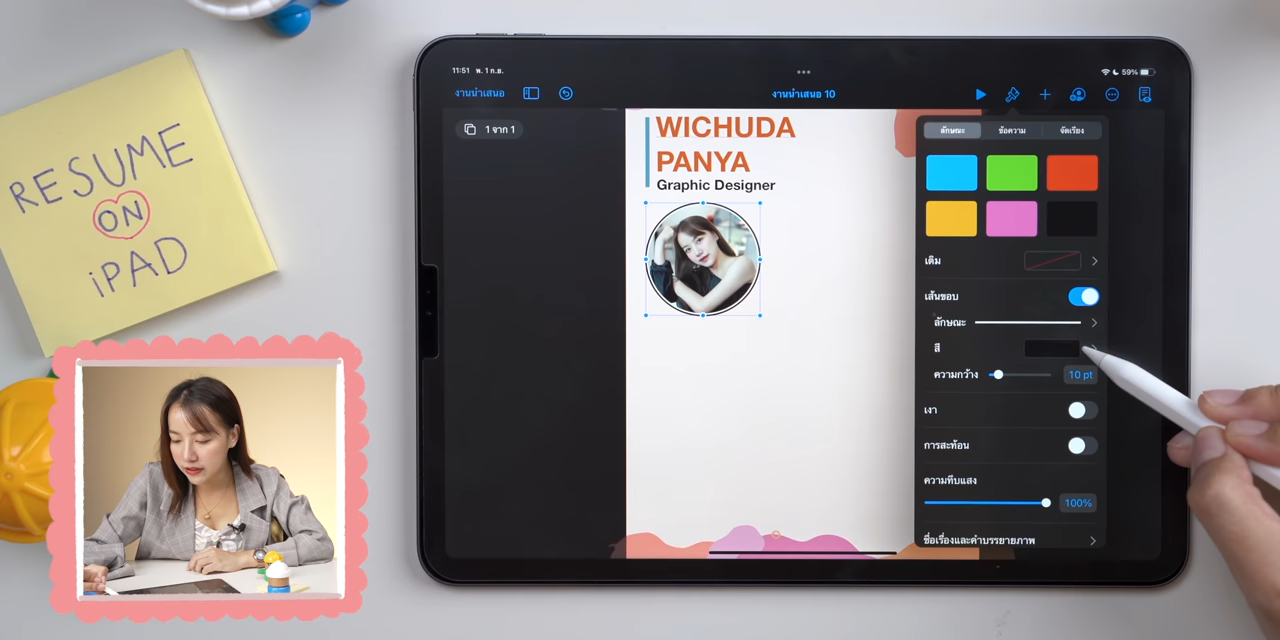 RESUME
ON
iPAD
11:51 พ. 1 ก.ย.
59%
งานนำเสนอ
งานนำเสนอ 10
1 จาก 1
WICHUDA
PANYA
Graphic Designer
ลักษณะ ข้อความ จัดเรียง
เติม
เส้นขอบ
ลักษณะ
สี
ความกว้าง 10 pt
เงา
การสะท้อน
ความทึบแสง
100%
ชื่อเรื่องและคำบรรยายภาพ